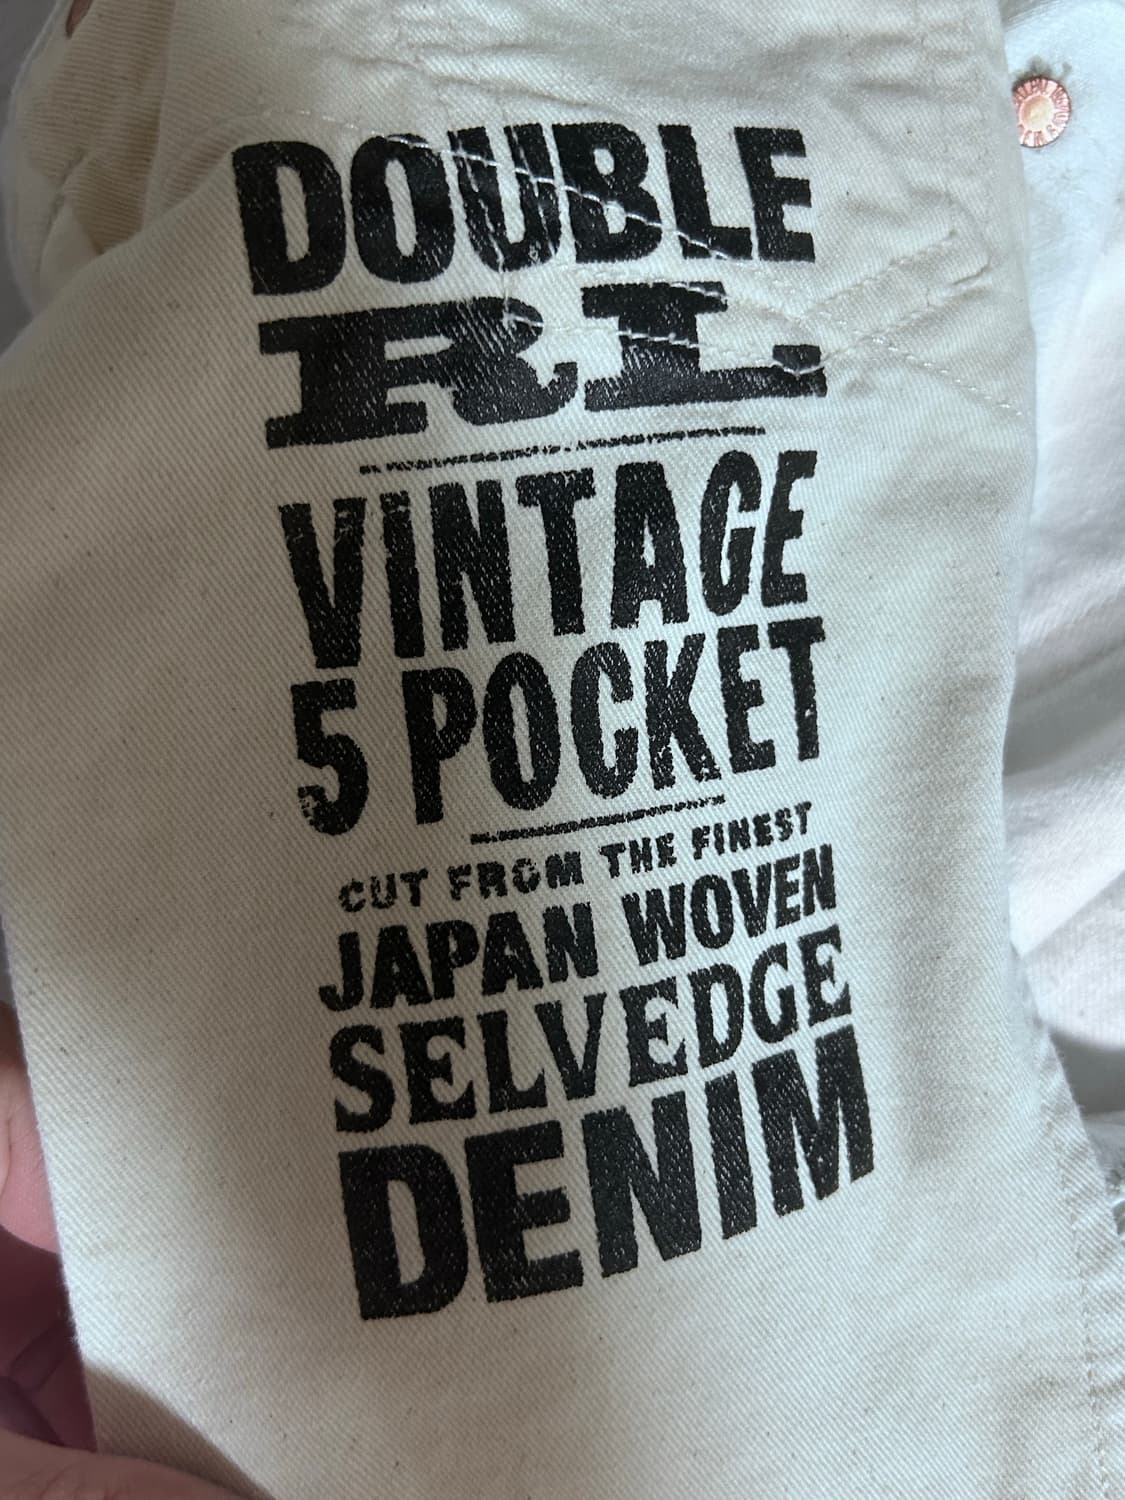 DOUBLE
RL
VINTAGE
5 POCKET
CUT FROM THE FINEST
JAPAN WOVEN
SELVEDGE
DENIM